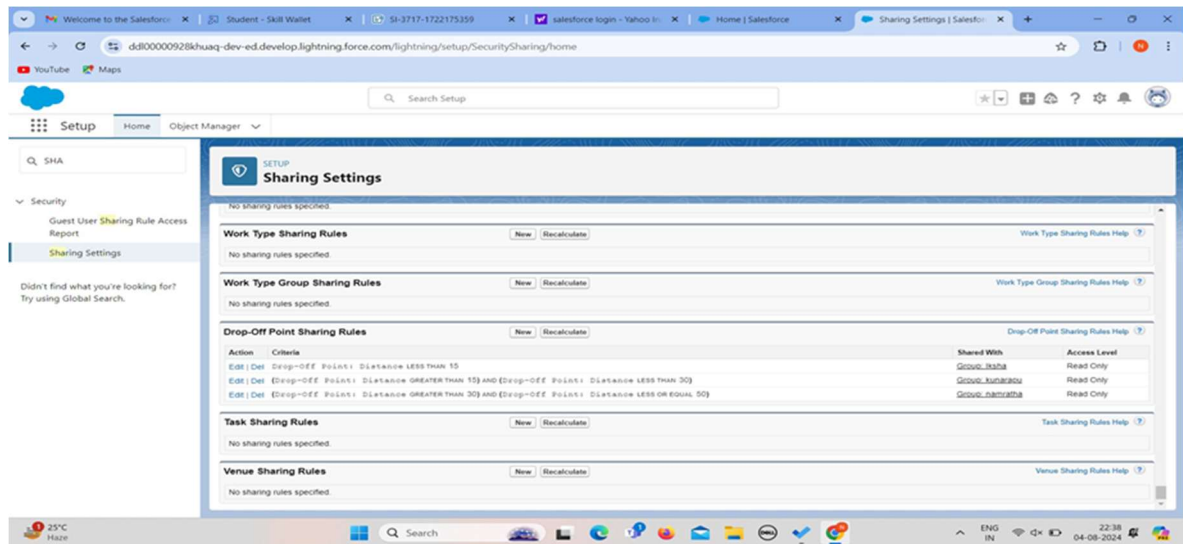 Welcome to the Salesforce
Student - Skill Wallet
SI-3717-1722175359
salesforce login - Yahoo In
Home | Salesforce
Sharing Settings | Salesfor
ddl00000928khuaq-dev-ed.develop.lightning.force.com/lightning/setup/SecuritySharing/home
N
YouTube
Maps
Search Setup
Setup
Home
Object Manager
SHA
Security
Guest User Sharing Rule Access
Report
Sharing Settings
Didn't find what you're looking for?
Try using Global Search.
SETUP
Sharing Settings
No sharing rules specified.
Work Type Sharing Rules New Recalculate Work Type Sharing Rules Help ?
No sharing rules specified.
Work Type Group Sharing Rules New Recalculate Work Type Group Sharing Rules Help ?
No sharing rules specified.
Drop-Off Point Sharing Rules New Recalculate Drop-Off Point Sharing Rules Help ?
Action Criteria Shared With Access Level
Edit | Del Drop-Off Point: Distance LESS THAN 15 Group: Iksha Read Only
Edit | Del (Drop-Off Point: Distance GREATER THAN 15) AND (Drop-Off Point: Distance LESS THAN 30) Group: kunarapu Read Only
Edit | Del (Drop-Off Point: Distance GREATER THAN 30) AND (Drop-Off Point: Distance LESS OR EQUAL 50) Group: namratha Read Only
Task Sharing Rules New Recalculate Task Sharing Rules Help ?
No sharing rules specified.
Venue Sharing Rules New Recalculate Venue Sharing Rules Help ?
No sharing rules specified.
25°C
Haze
Search
ENG
IN
22:38
04-08-2024